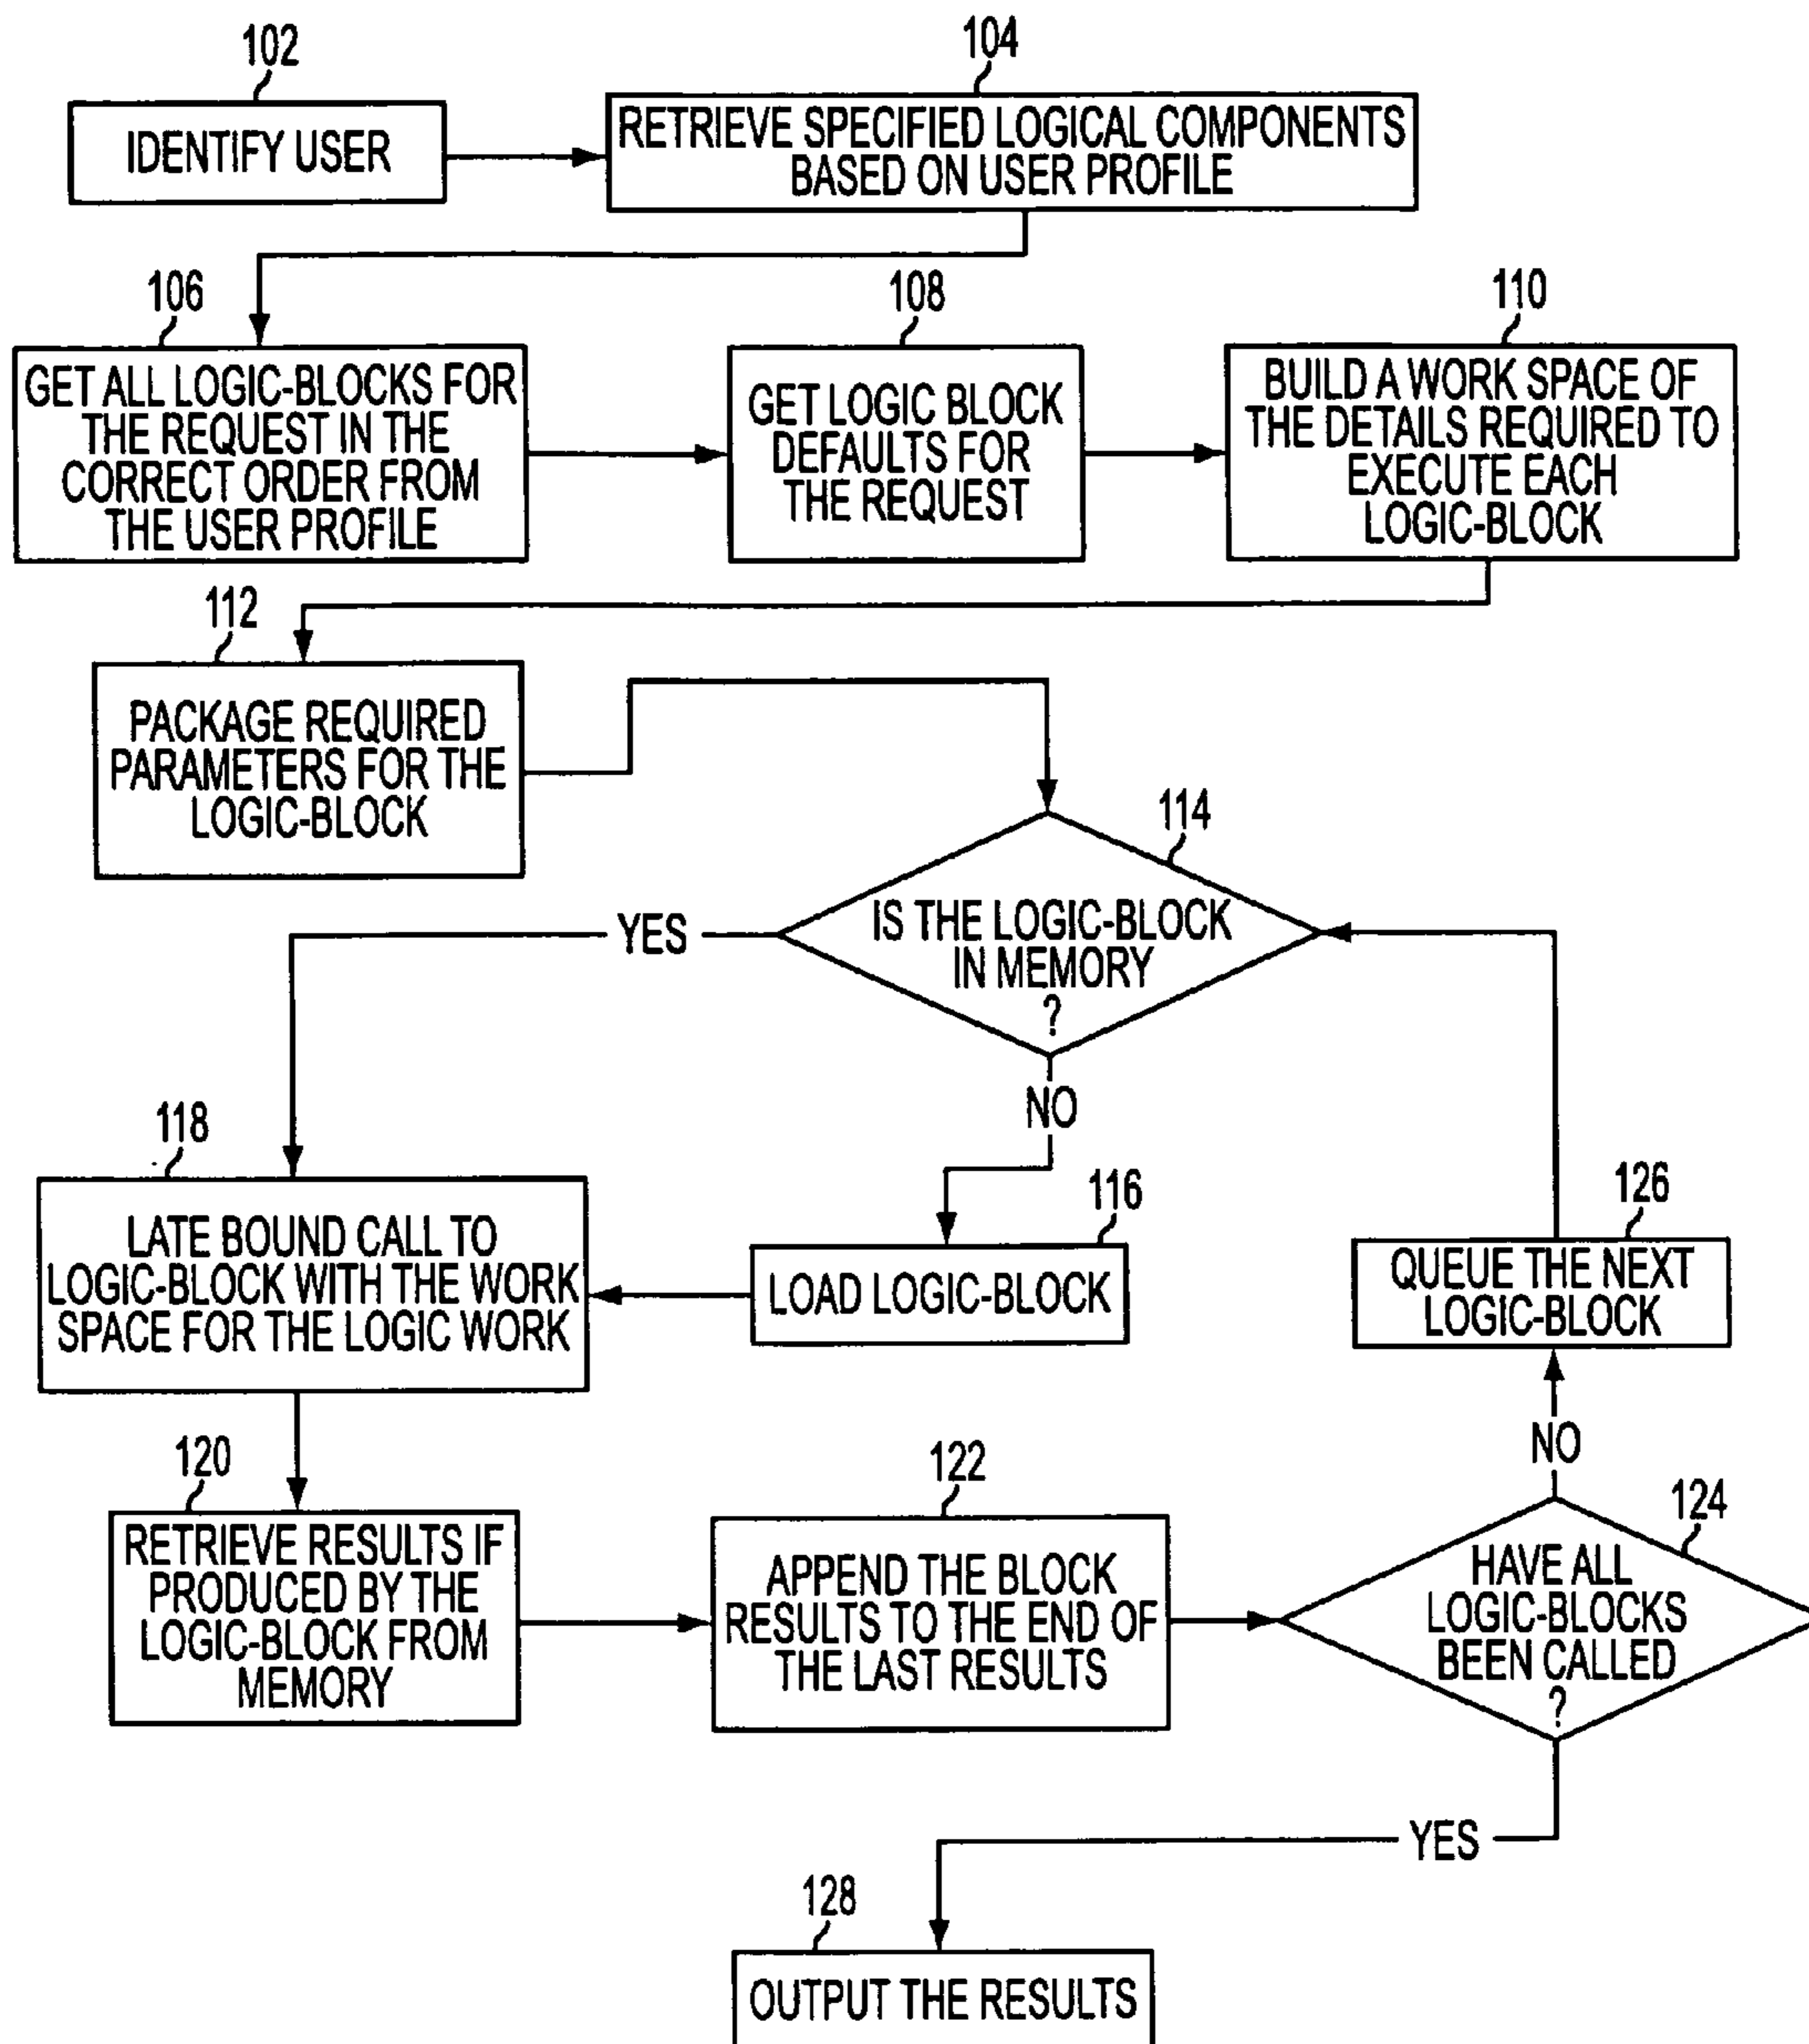 102
IDENTIFY USER
104
RETRIEVE SPECIFIED LOGICAL COMPONENTS
BASED ON USER PROFILE
106
GET ALL LOGIC-BLOCKS FOR
THE REQUEST IN THE
CORRECT ORDER FROM
THE USER PROFILE
108
GET LOGIC BLOCK
DEFAULTS FOR
THE REQUEST
110
BUILD A WORK SPACE OF
THE DETAILS REQUIRED TO
EXECUTE EACH
LOGIC-BLOCK
112
PACKAGE REQUIRED
PARAMETERS FOR THE
LOGIC-BLOCK
114
IS THE LOGIC-BLOCK
IN MEMORY
?
YES
NO
116
LOAD LOGIC-BLOCK
118
LATE BOUND CALL TO
LOGIC-BLOCK WITH THE WORK
SPACE FOR THE LOGIC WORK
120
RETRIEVE RESULTS IF
PRODUCED BY THE
LOGIC-BLOCK FROM
MEMORY
122
APPEND THE BLOCK
RESULTS TO THE END OF
THE LAST RESULTS
124
HAVE ALL
LOGIC-BLOCKS
BEEN CALLED
?
NO
126
QUEUE THE NEXT
LOGIC-BLOCK
YES
128
OUTPUT THE RESULTS